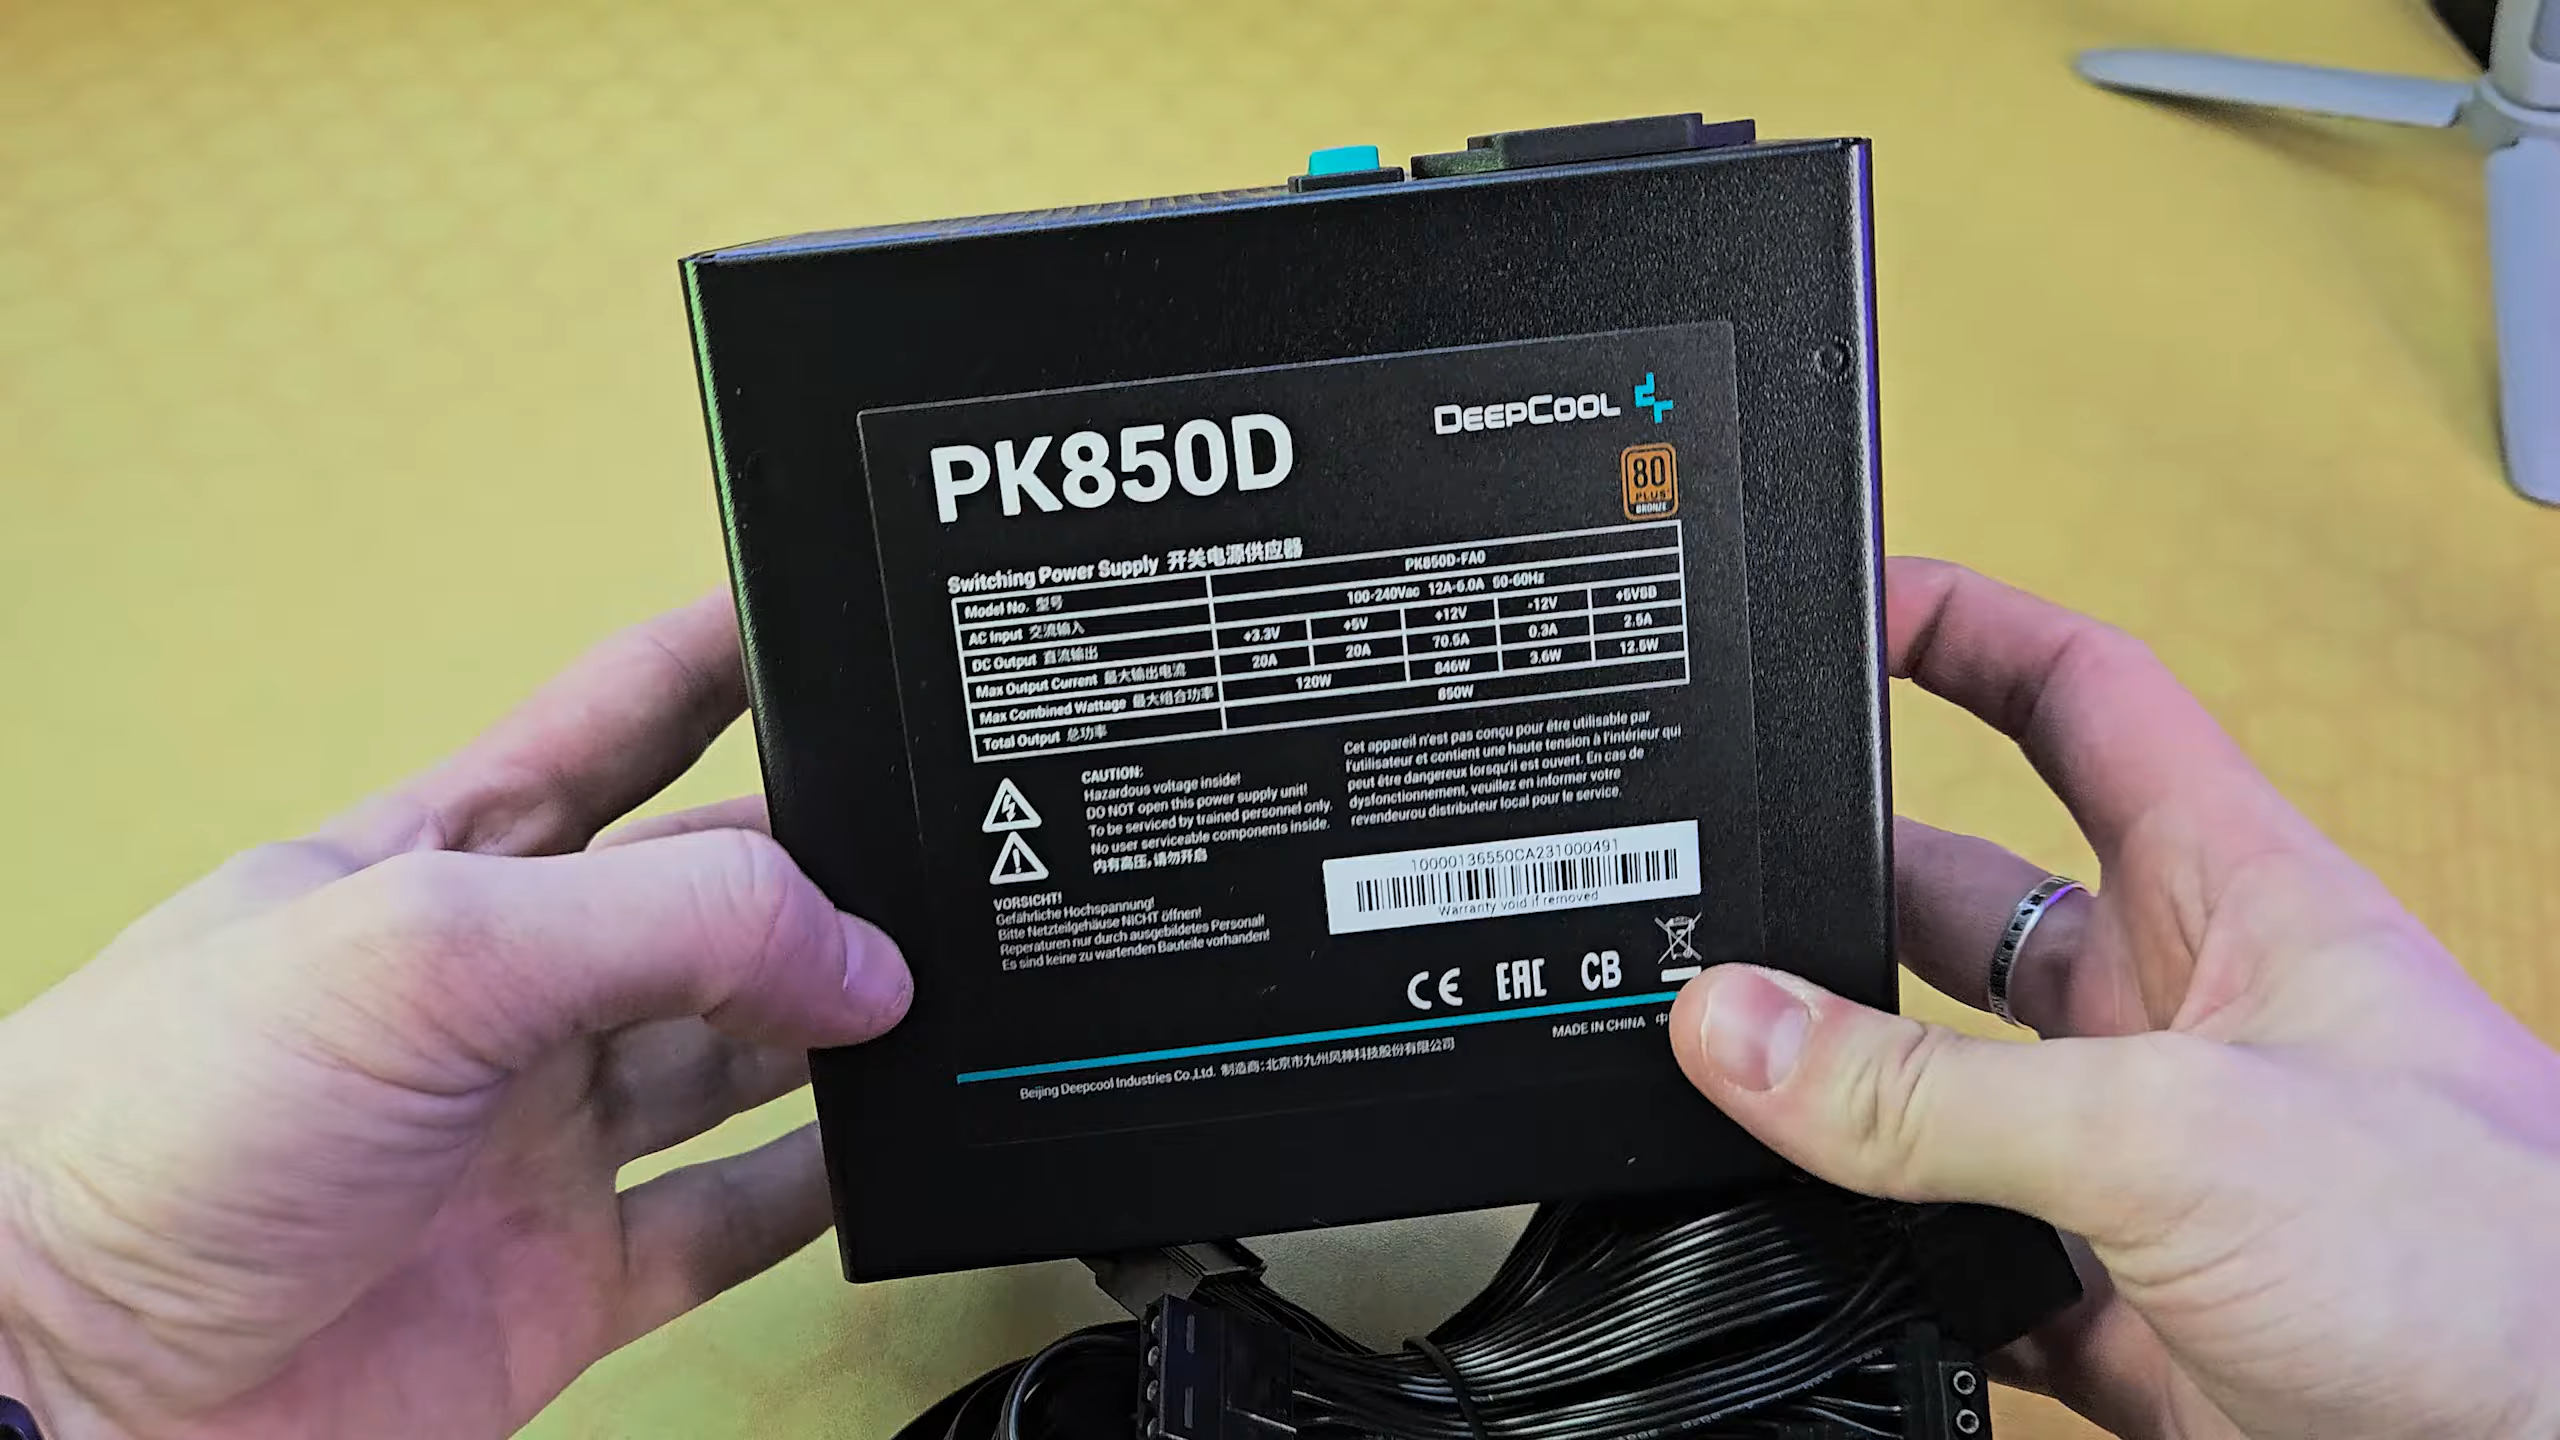 DEEPCOOL
PK850D
80
PLUS
BRONZE
Switching Power Supply 开关电源供应器
Model No. 型号 PK850D-FA0
AC Input 交流输入 100-240Vac 12A-6.0A 50-60Hz
DC Output 直流输出 +3.3V +5V +12V -12V +5VSB
Max Output Current 最大输出电流 20A 20A 70.5A 0.3A 2.5A
Max Combined Wattage 最大组合功率 120W 846W 3.6W 12.5W
Total Output 总功率 850W
CAUTION:
Hazardous voltage inside!
DO NOT open this power supply unit!
To be serviced by trained personnel only.
No user serviceable components inside.
内有高压, 请勿开启
Cet appareil n'est pas conçu pour être utilisable par
l'utilisateur et contient une haute tension à l'intérieur qui
peut être dangereux lorsqu'il est ouvert. En cas de
dysfonctionnement, veuillez en informer votre
revendeurou distributeur local pour le service.
VORSICHT!
Gefährliche Hochspannung!
Bitte Netzteilgehäuse NICHT öffnen!
Reperaturen nur durch ausgebildetes Personal!
Es sind keine zu wartenden Bauteile vorhanden!
10000136550CA231000491
Warranty void if removed
CE EAC CB
MADE IN CHINA 中
Beijing Deepcool Industries Co.,Ltd. 制造商:北京市九州风神科技股份有限公司